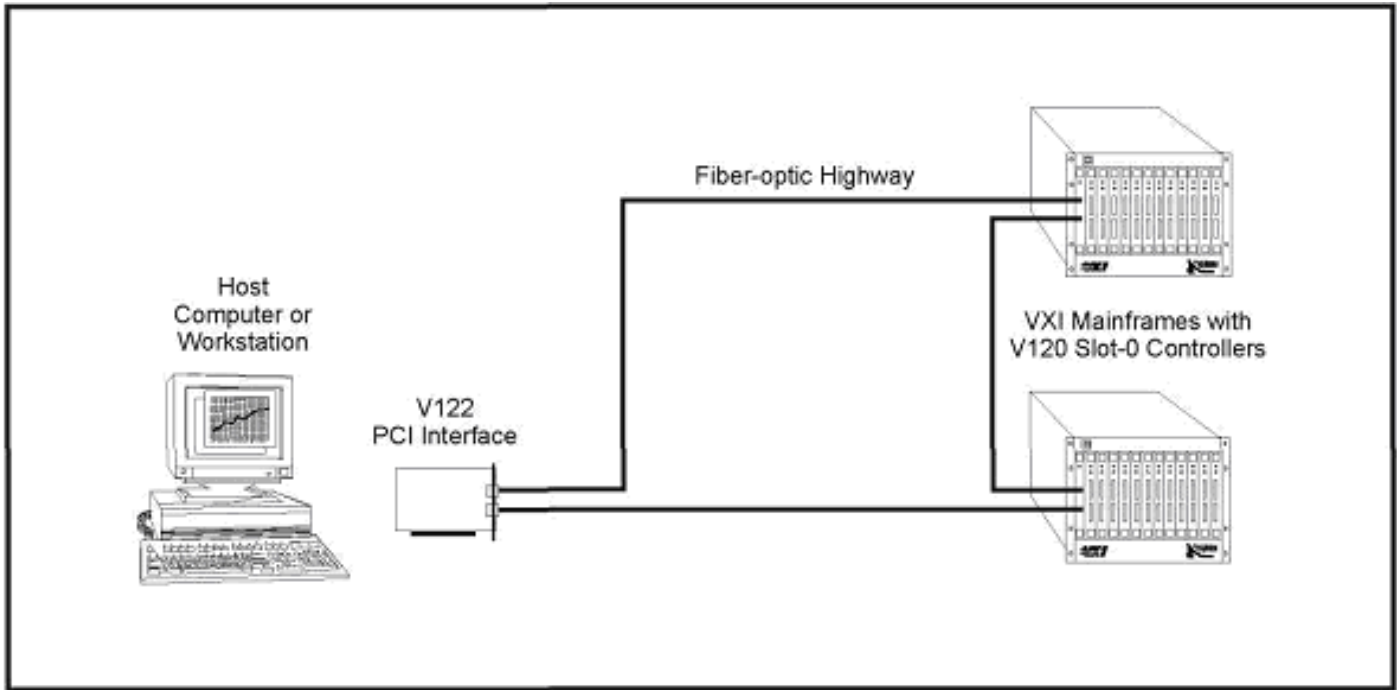 Fiber-optic Highway
Host
Computer or
Workstation
V122
PCI Interface
VXI Mainframes with
V120 Slot-0 Controllers